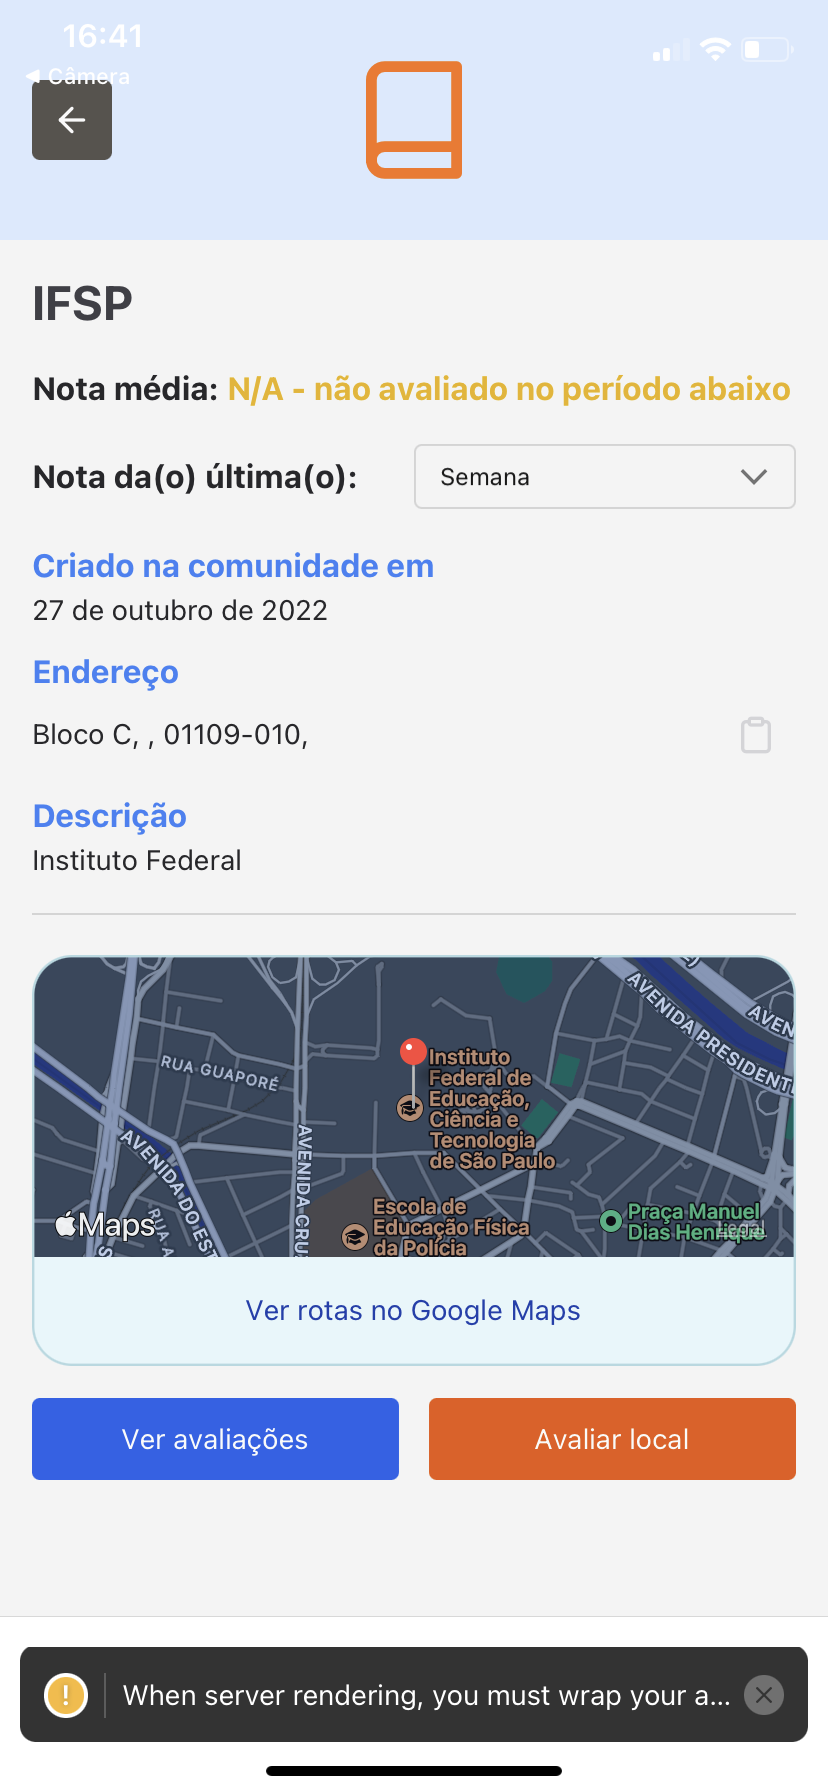 16:41
◀ Câmera
IFSP
Nota média: N/A - não avaliado no período abaixo
Nota da(o) última(o):
Semana
Criado na comunidade em
27 de outubro de 2022
Endereço
Bloco C, , 01109-010,
Descrição
Instituto Federal
AVENIDA PRESIDENT
AVEN
RUA GUAPORÉ
Instituto
Federal de
Educação,
Ciência e
Tecnologia
de São Paulo
AVENIDA DO EST
AVENIDA CRUZ
RUA A
Escola de
Educação Física
da Polícia
Praça Manuel
Dias Henrique
Maps
Legal
Ver rotas no Google Maps
Ver avaliações
Avaliar local
When server rendering, you must wrap your a...